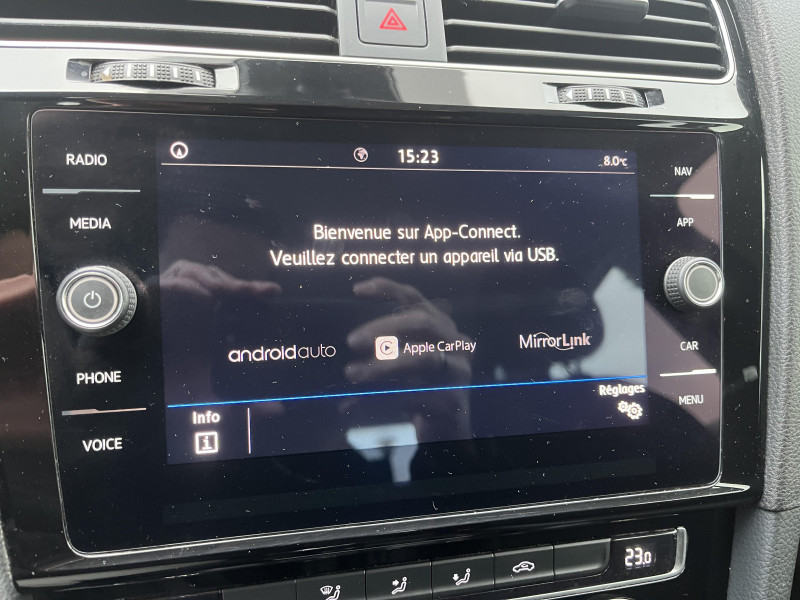 RADIO
MEDIA
PHONE
VOICE
15:23
8.0°C
Bienvenue sur App-Connect.
Veuillez connecter un appareil via USB.
androidauto
Apple CarPlay
MirrorLink
Info
i
Réglages
NAV
APP
CAR
MENU
23.0